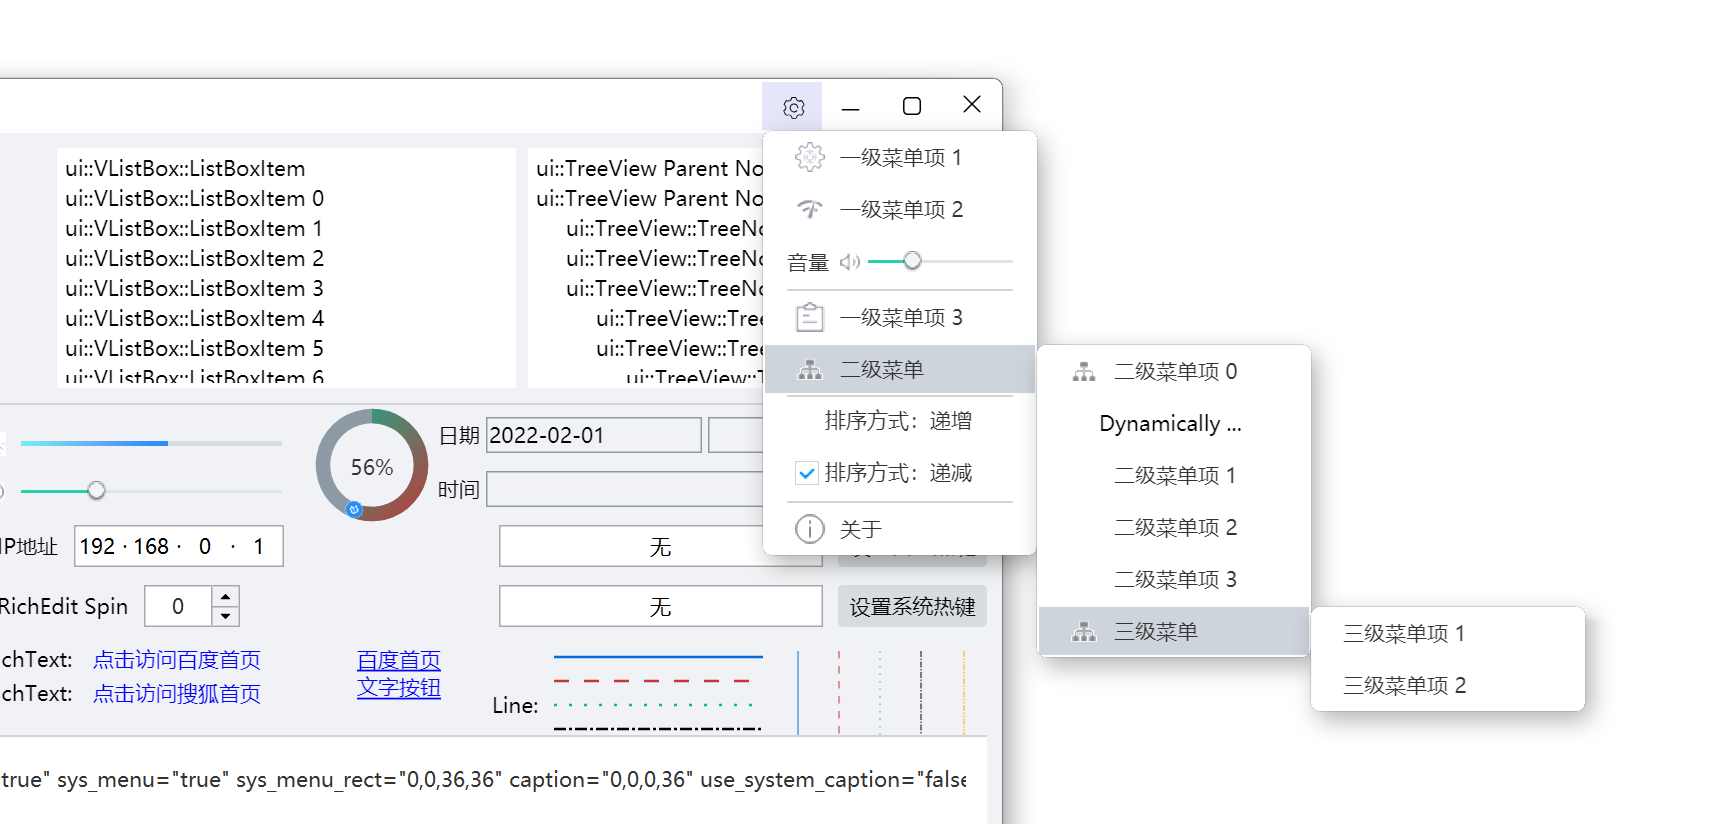 ui::VListBox::ListBoxItem
ui::VListBox::ListBoxItem 0
ui::VListBox::ListBoxItem 1
ui::VListBox::ListBoxItem 2
ui::VListBox::ListBoxItem 3
ui::VListBox::ListBoxItem 4
ui::VListBox::ListBoxItem 5
ui::VListBox::ListBoxItem 6
ui::TreeView Parent No
ui::TreeView Parent No
ui::TreeView::TreeNo
ui::TreeView::TreeNo
ui::TreeView::TreeNo
ui::TreeView::Tree
ui::TreeView::Tree
ui::TreeView::T
一级菜单项 1
一级菜单项 2
音量
一级菜单项 3
二级菜单
排序方式：递增
排序方式：递减
关于
二级菜单项 0
Dynamically ...
二级菜单项 1
二级菜单项 2
二级菜单项 3
三级菜单
三级菜单项 1
三级菜单项 2
56%
日期 2022-02-01
时间
IP地址 192 · 168 · 0 · 1
无
RichEdit Spin 0
无 设置系统热键
chText: 点击访问百度首页
chText: 点击访问搜狐首页
百度首页
文字按钮
Line:
true" sys_menu="true" sys_menu_rect="0,0,36,36" caption="0,0,0,36" use_system_caption="false